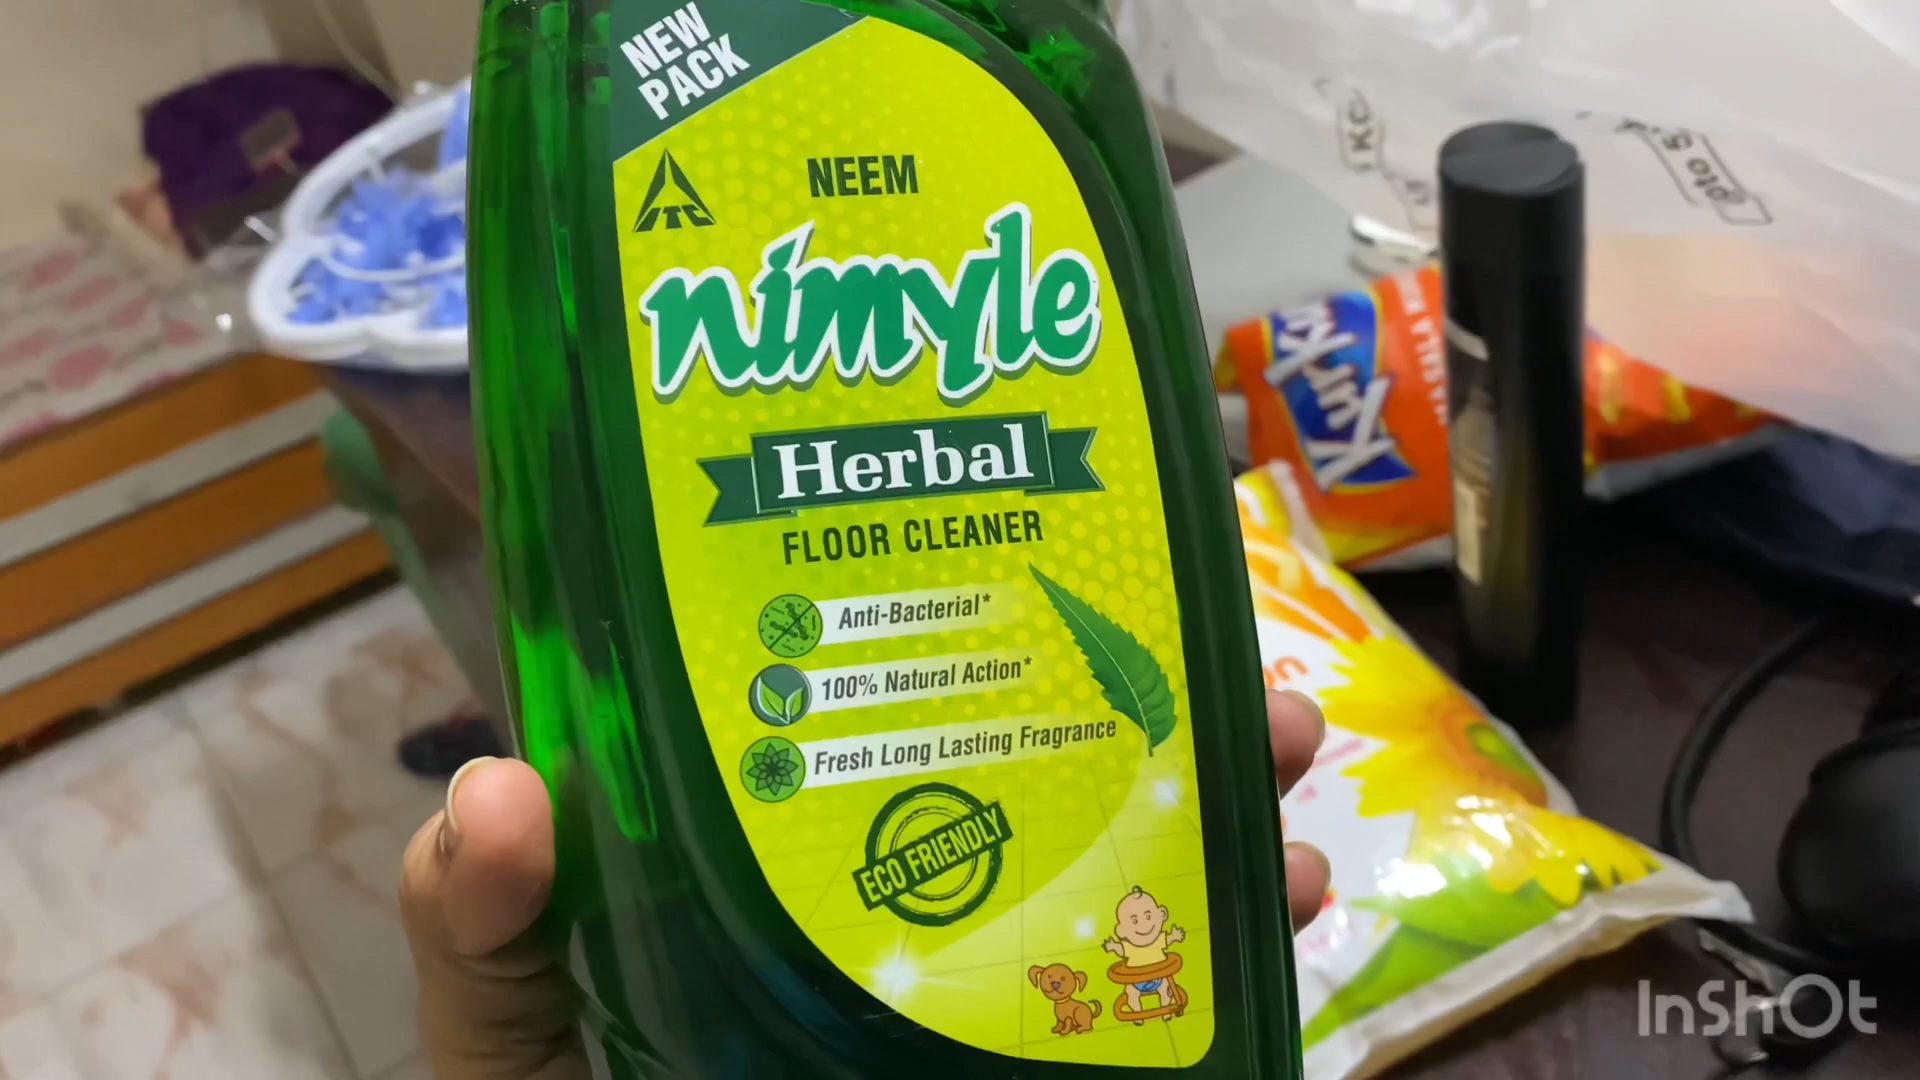 NEW
PACK
ITC
NEEM
nimyle
Herbal
FLOOR CLEANER
Anti-Bacterial*
100% Natural Action*
Fresh Long Lasting Fragrance
ECO FRIENDLY
Kurk
InShOt